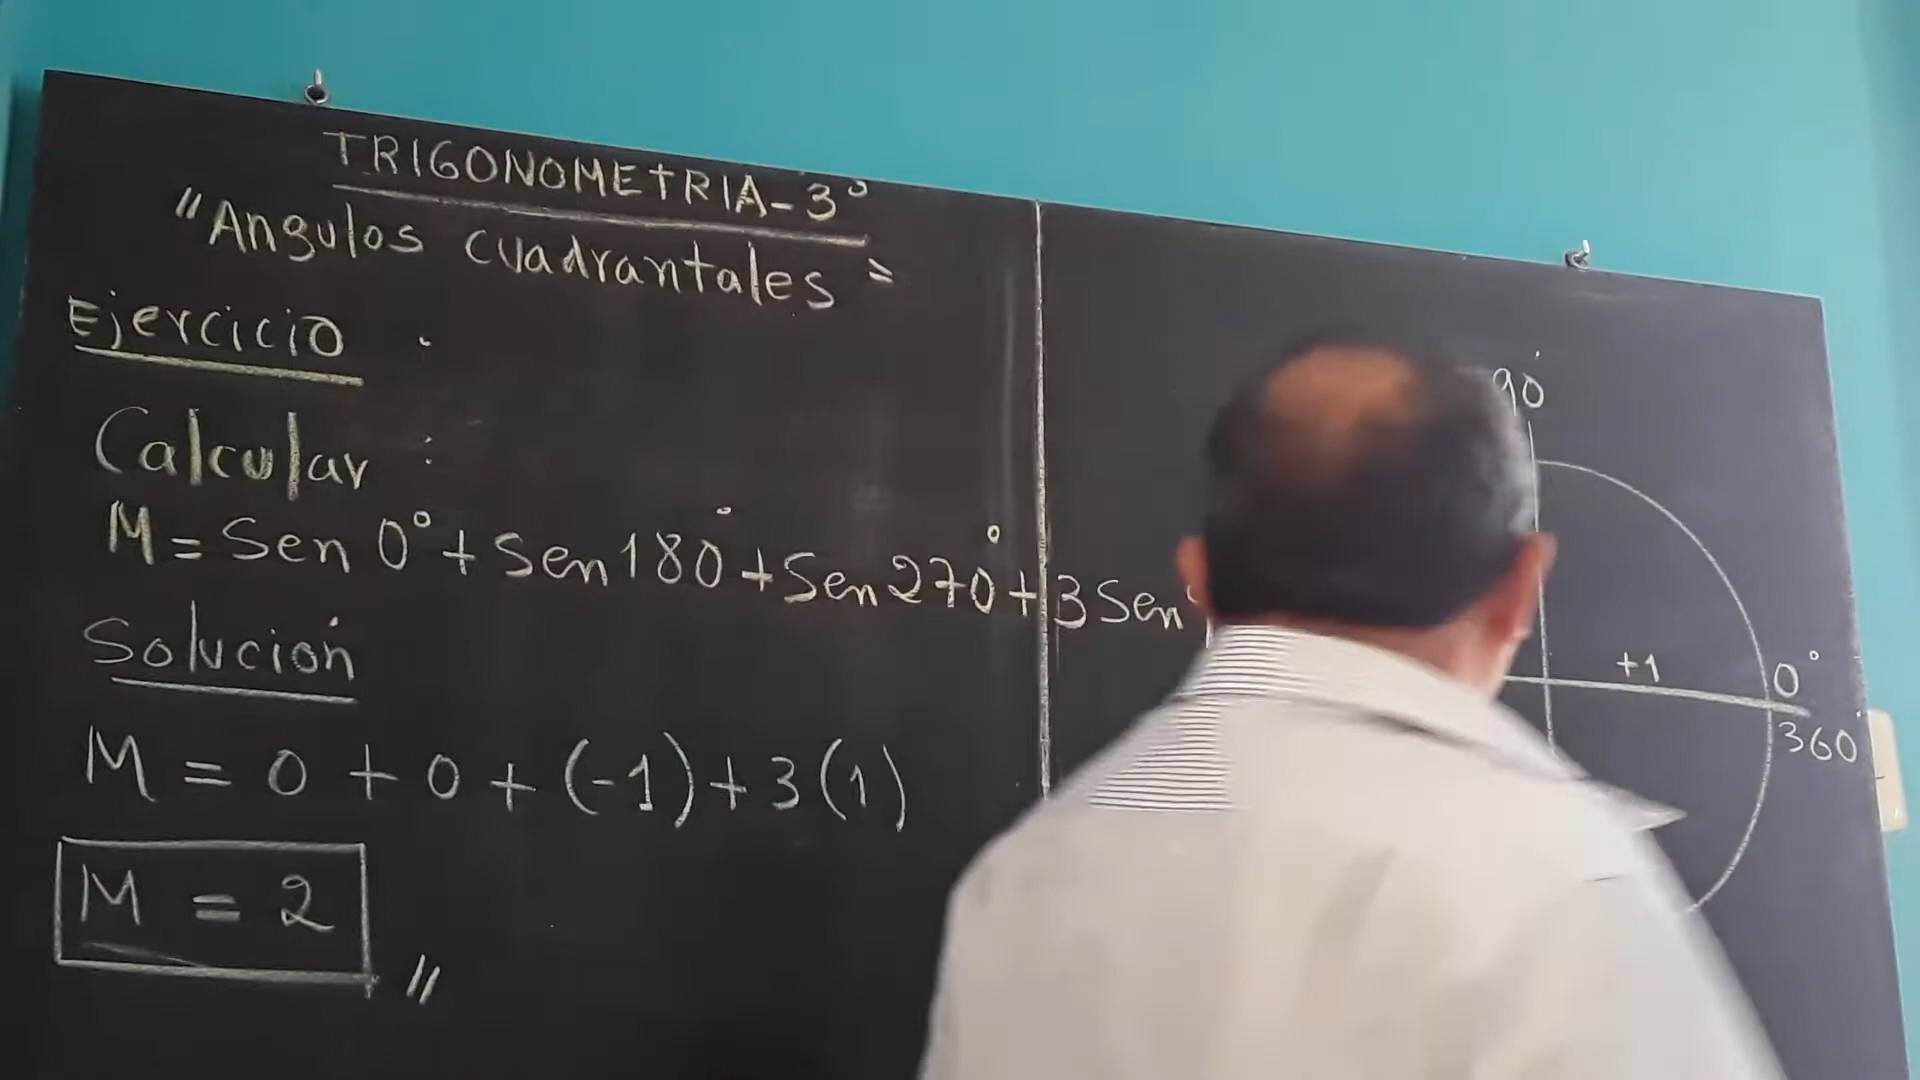 TRIGONOMETRIA-3°
"Angulos cuadrantales"
Ejercicio :
Calcular :
M = Sen 0° + Sen 180° + Sen 270° + 3 Sen
Solución
M = 0 + 0 + (-1) + 3 (1)
M = 2 //
90°
+1
0°
360